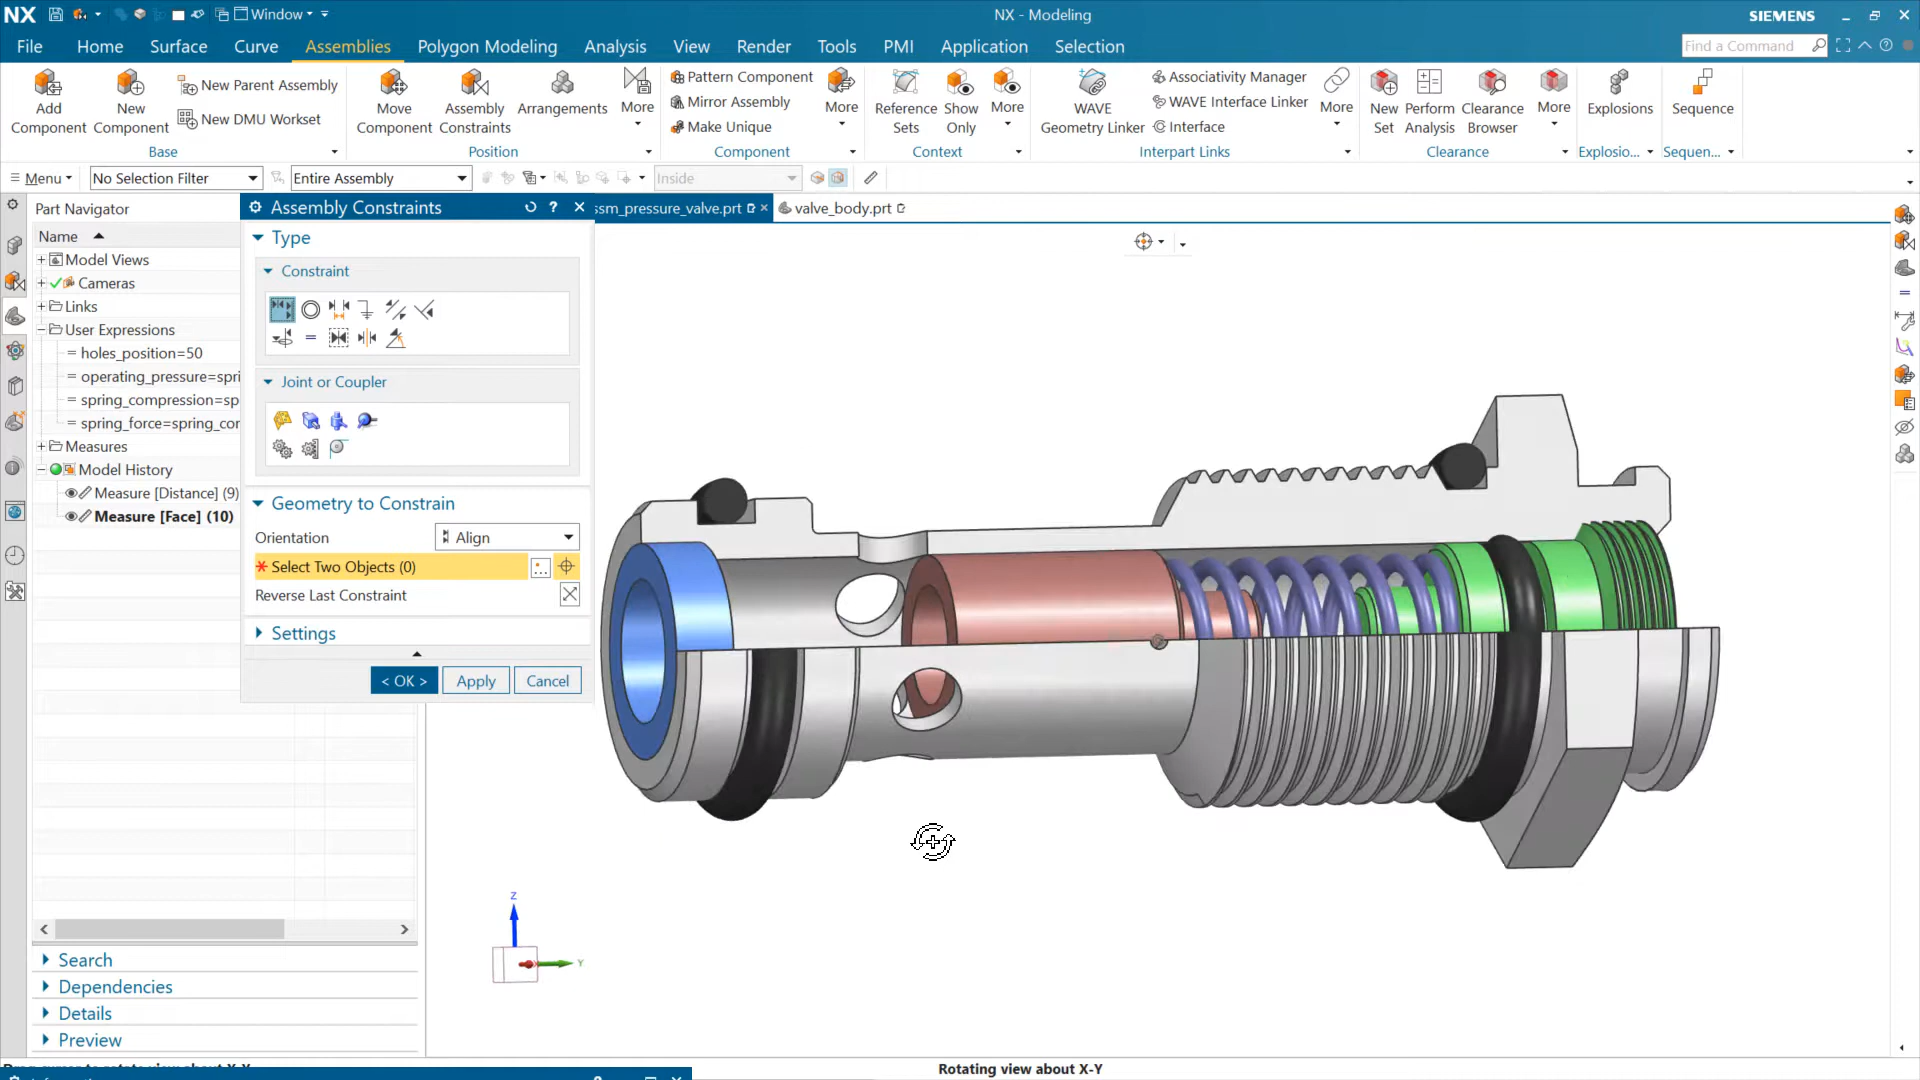 NX
Window
NX - Modeling
SIEMENS
File Home Surface Curve Assemblies Polygon Modeling Analysis View Render Tools PMI Application Selection
Find a Command
Add Component
New Component
New Parent Assembly
New DMU Workset
Base
Move Component
Assembly Constraints
Arrangements
More
Position
Pattern Component
Mirror Assembly
Make Unique
More
Component
Reference Sets
Show Only
More
Context
WAVE Geometry Linker
Associativity Manager
WAVE Interface Linker
Interface
More
Interpart Links
New Set
Perform Analysis
Clearance Browser
More
Clearance
Explosions
Explosio...
Sequence
Sequen...
Menu
No Selection Filter
Entire Assembly
Inside
Part Navigator
Name
Model Views
Cameras
Links
User Expressions
= holes_position=50
= operating_pressure=spri
= spring_compression=sp
= spring_force=spring_cor
Measures
Model History
Measure [Distance] (9)
Measure [Face] (10)
Search
Dependencies
Details
Preview
Assembly Constraints
Type
Constraint
Joint or Coupler
Geometry to Constrain
Orientation
Align
* Select Two Objects (0)
Reverse Last Constraint
Settings
< OK >
Apply
Cancel
ssm_pressure_valve.prt
valve_body.prt
Z
Y
Rotating view about X-Y